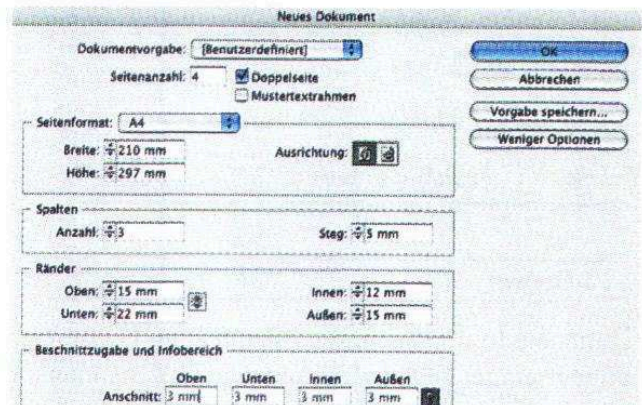 Neues Dokument
Dokumentvorgabe: [Benutzerdefiniert] OK
Seitenanzahl: 4 Doppelseite Abbrechen
Mustertextrahmen
Vorgabe speichern...
Seitenformat: A4
Weniger Optionen
Breite: 210 mm Ausrichtung:
Höhe: 297 mm
Spalten
Anzahl: 3 Steg: 5 mm
Ränder
Oben: 15 mm Innen: 12 mm
Unten: 22 mm Außen: 15 mm
Beschnittzugabe und Infobereich
Oben Unten Innen Außen
Anschnitt: 3 mm 3 mm 3 mm 3 mm